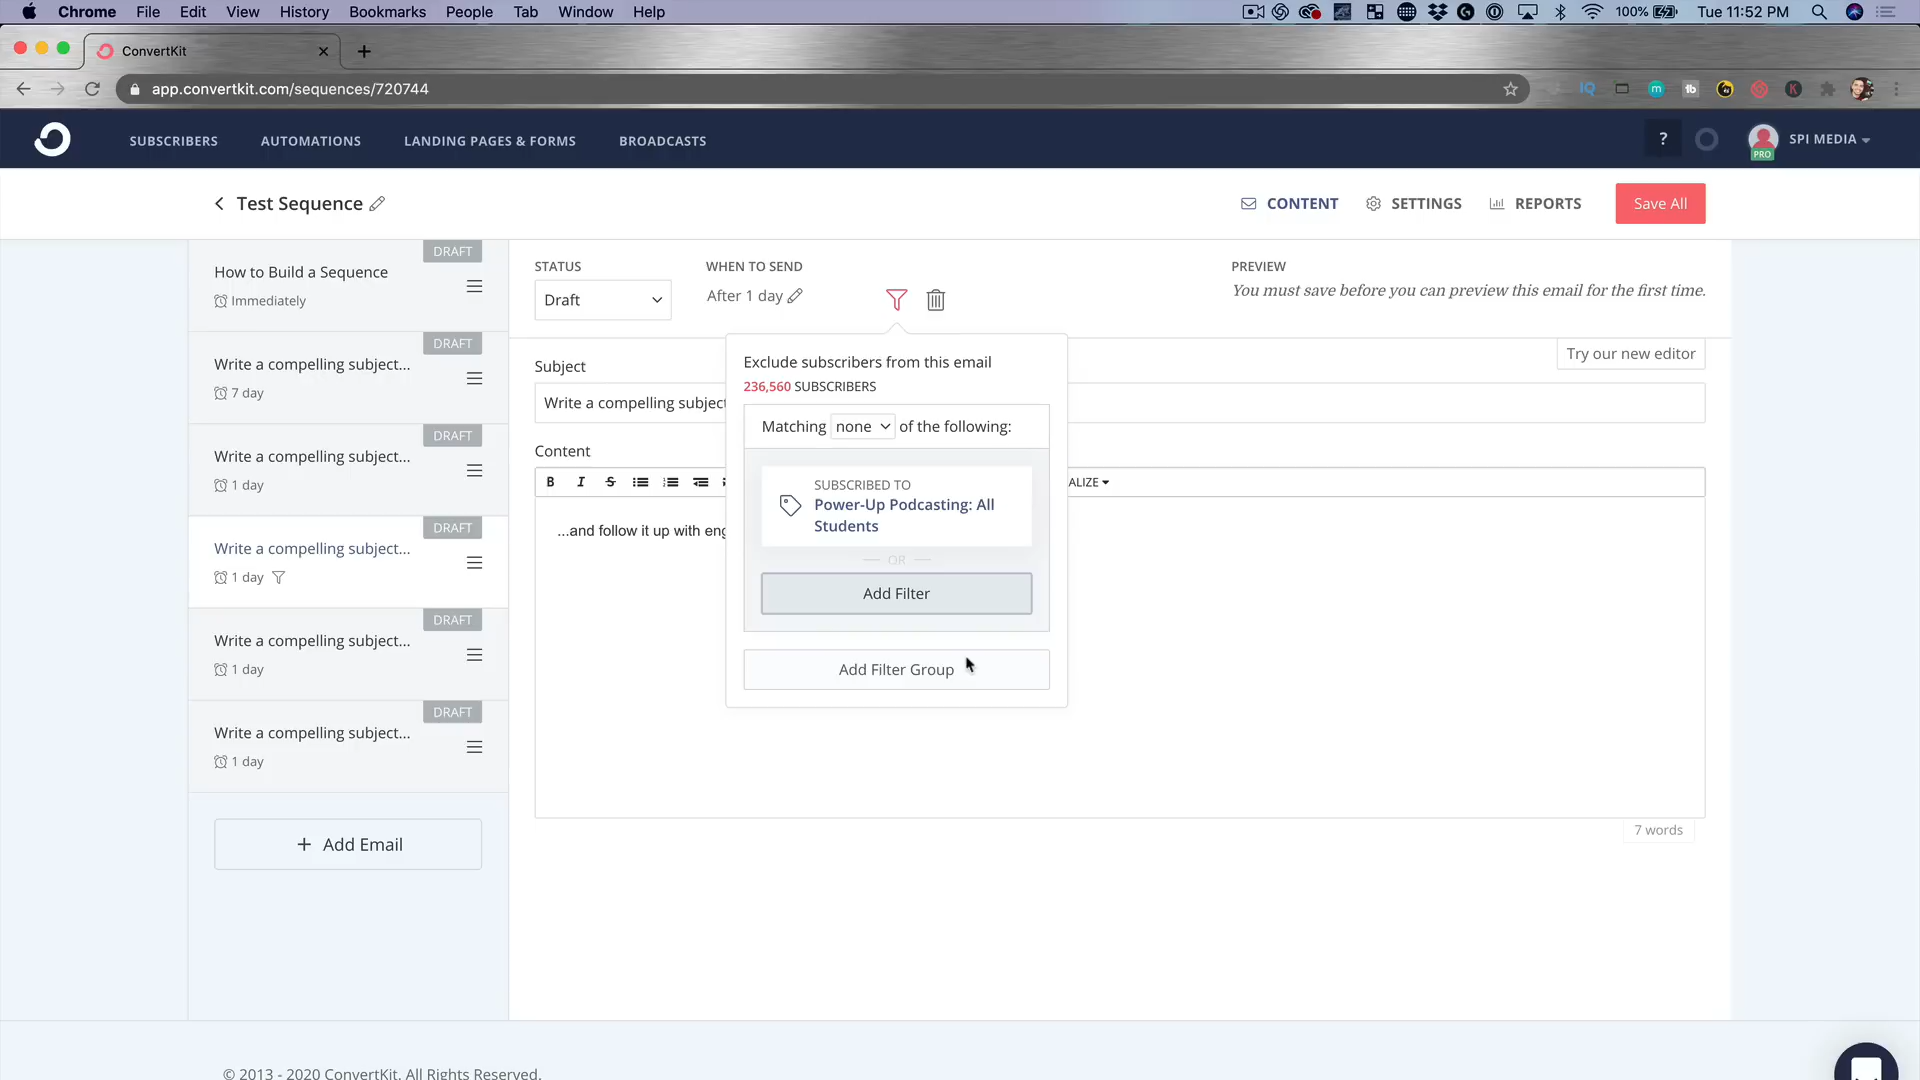 Chrome File Edit View History Bookmarks People Tab Window Help
100% Tue 11:52 PM
ConvertKit
app.convertkit.com/sequences/720744
SUBSCRIBERS AUTOMATIONS LANDING PAGES & FORMS BROADCASTS
? PRO SPI MEDIA
Test Sequence
CONTENT SETTINGS REPORTS Save All
DRAFT
How to Build a Sequence
Immediately
DRAFT
Write a compelling subject...
7 day
DRAFT
Write a compelling subject...
1 day
DRAFT
Write a compelling subject...
1 day
DRAFT
Write a compelling subject...
1 day
DRAFT
Write a compelling subject...
1 day
+ Add Email
STATUS
Draft
WHEN TO SEND
After 1 day
PREVIEW
You must save before you can preview this email for the first time.
Try our new editor
Subject
Write a compelling subject
Content
B I S
ALIZE
...and follow it up with eng
Exclude subscribers from this email
236,560 SUBSCRIBERS
Matching none of the following:
SUBSCRIBED TO
Power-Up Podcasting: All
Students
OR
Add Filter
Add Filter Group
7 words
© 2013 - 2020 ConvertKit. All Rights Reserved.